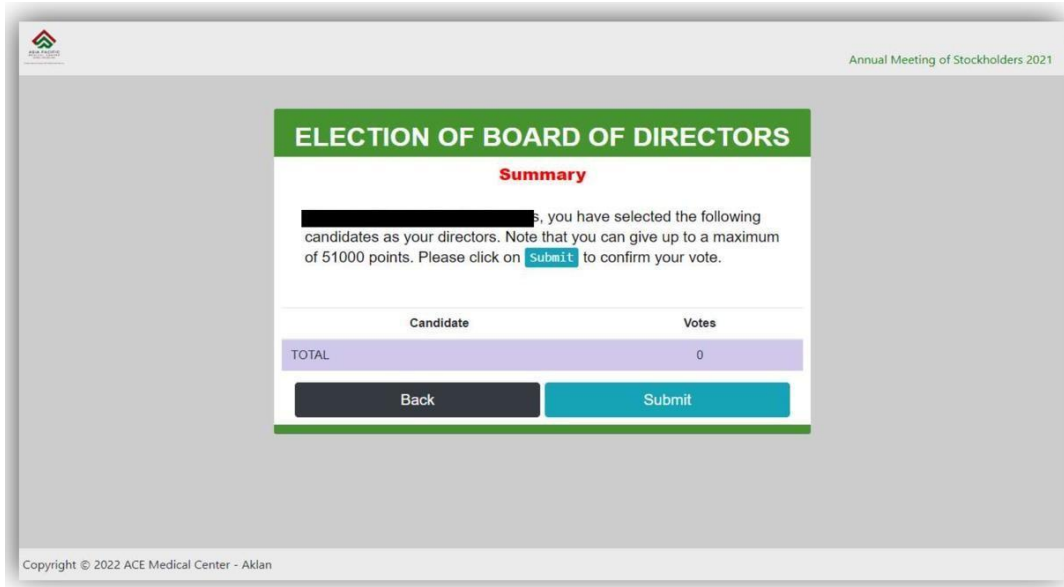 ASIA PACIFIC
Annual Meeting of Stockholders 2021
ELECTION OF BOARD OF DIRECTORS
Summary
s, you have selected the following
candidates as your directors. Note that you can give up to a maximum
of 51000 points. Please click on Submit to confirm your vote.
Candidate Votes
TOTAL 0
Back Submit
Copyright © 2022 ACE Medical Center - Aklan